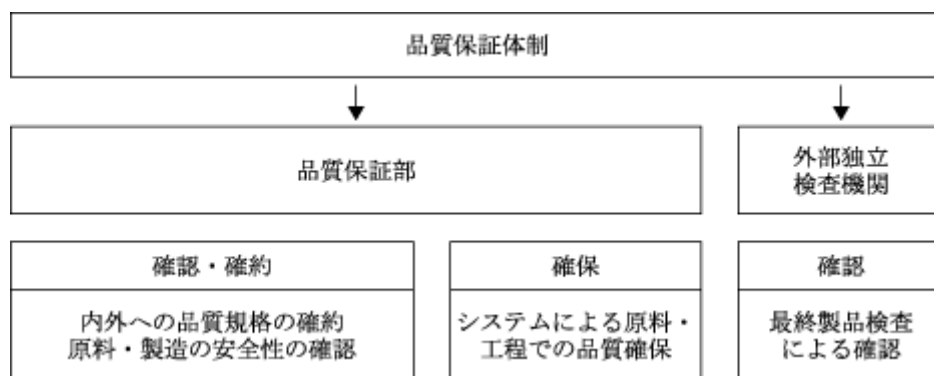 品質保証体制
品質保証部
外部独立
検査機関
確認・確約
内外への品質規格の確約
原料・製造の安全性の確認
確保
システムによる原料・
工程での品質確保
確認
最終製品検査
による確認